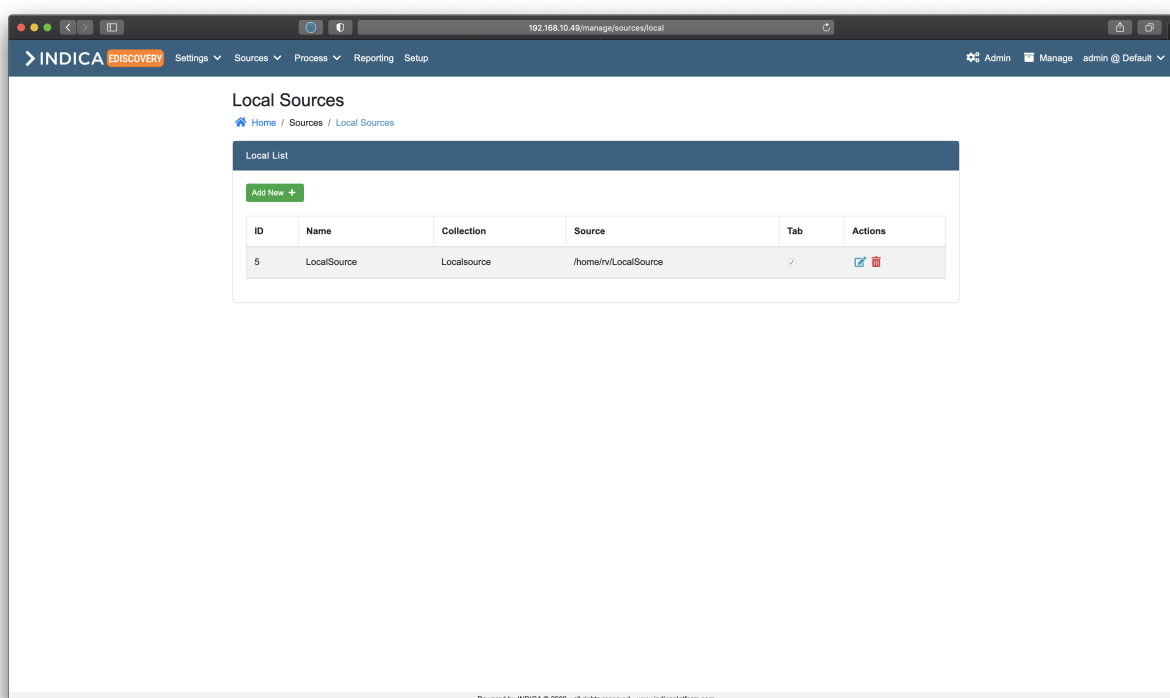 192.168.10.49/manage/sources/local
INDICA EDISCOVERY Settings Sources Process Reporting Setup Admin Manage admin @ Default
Local Sources
Home / Sources / Local Sources
Local List
Add New +
ID Name Collection Source Tab Actions
5 LocalSource Localsource /home/rv/LocalSource